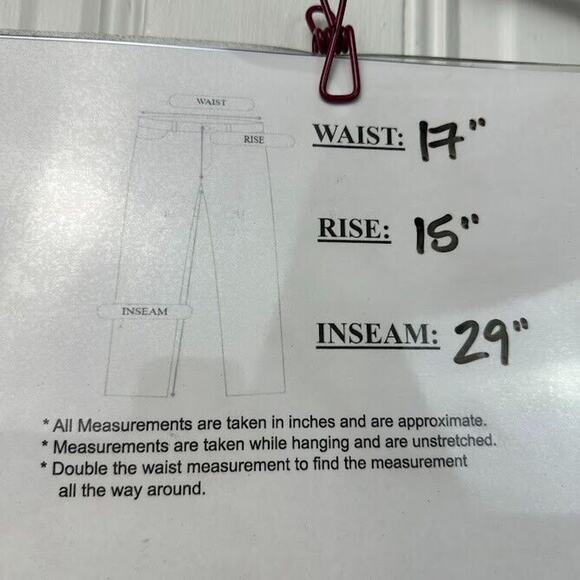 WAIST
RISE
INSEAM
WAIST: 17"
RISE: 15"
INSEAM: 29"
* All Measurements are taken in inches and are approximate.
* Measurements are taken while hanging and are unstretched.
* Double the waist measurement to find the measurement
all the way around.